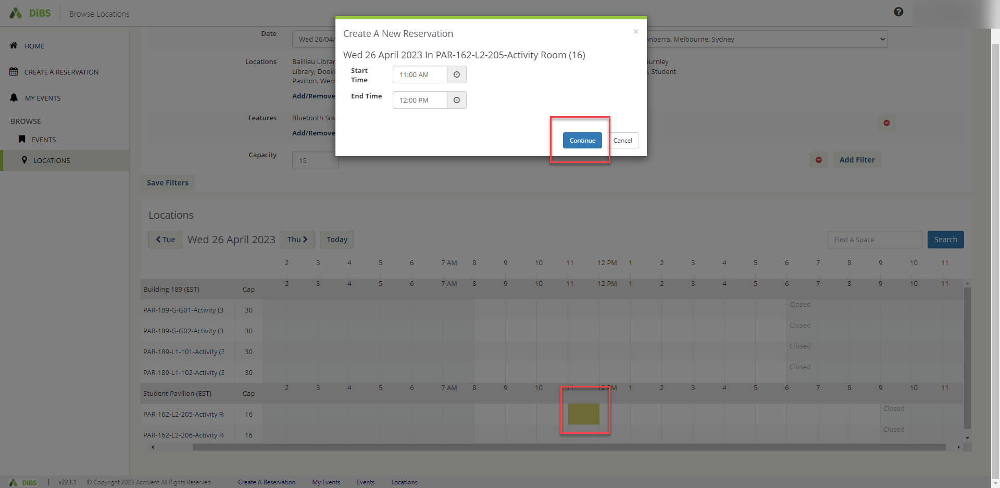 DiBS
Browse Locations
HOME
CREATE A RESERVATION
MY EVENTS
BROWSE
EVENTS
LOCATIONS
Date
Wed 26/04/
anberra, Melbourne, Sydney
Locations
Baillieu Librar
Burnley
Library, Dooki
, Student
Pavilion, Werr
Add/Remove
Features
Bluetooth Sou
Add/Remove
Capacity
15
Add Filter
Save Filters
Create A New Reservation
×
Wed 26 April 2023 In PAR-162-L2-205-Activity Room (16)
Start
Time
11:00 AM
End Time
12:00 PM
Continue
Cancel
Locations
Tue
Wed 26 April 2023
Thu
Today
Find A Space
Search
2 3 4 5 6 7 AM 8 9 10 11 12 PM 1 2 3 4 5 6 7 8 9 10 11
Building 189 (EST) Cap 2 3 4 5 6 7 AM 8 9 10 11 12 PM 1 2 3 4 5 6 7 8 9 10 11
PAR-189-G-G01-Activity (3 30 Closed
PAR-189-G-G02-Activity (3 30 Closed
PAR-189-L1-101-Activity (3 30 Closed
PAR-189-L1-102-Activity (3 30 Closed
Student Pavilion (EST) Cap 2 3 4 5 6 7 AM 8 9 10 11 12 PM 1 2 3 4 5 6 7 8 9 10 11
PAR-162-L2-205-Activity R 16 Closed
PAR-162-L2-206-Activity R 16 Closed
DiBS | v223.1 © Copyright 2023 Accruent All Rights Reserved Create A Reservation My Events Events Locations